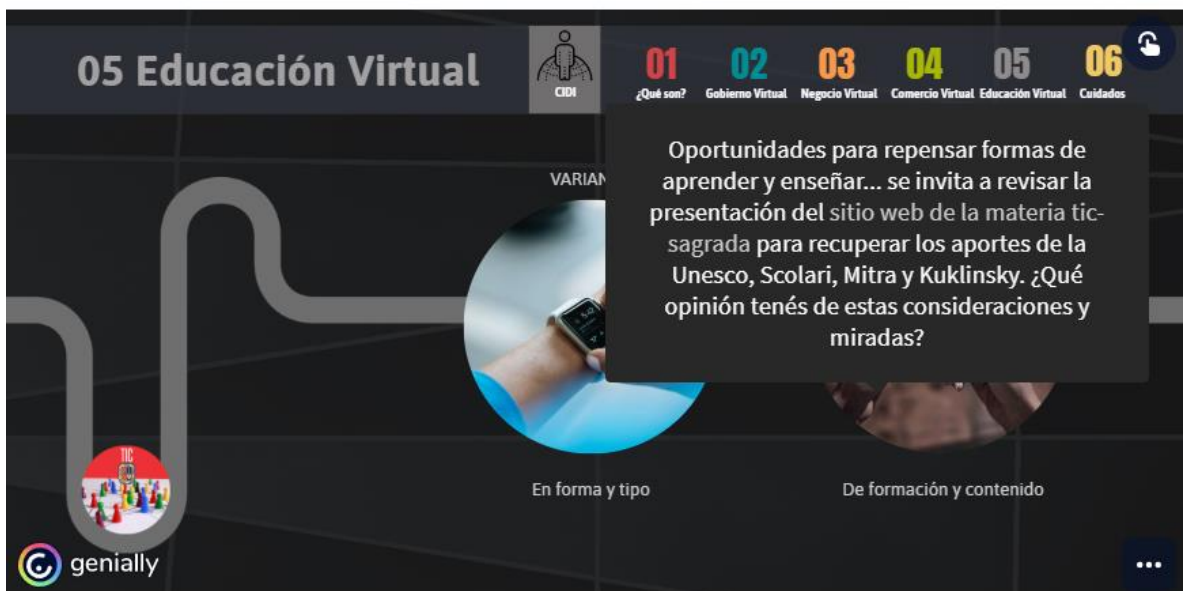 05 Educación Virtual
CIDI
01
¿Qué son?
02
Gobierno Virtual
03
Negocio Virtual
04
Comercio Virtual
05
Educación Virtual
06
Cuidados
VARIAN
Oportunidades para repensar formas de
aprender y enseñar... se invita a revisar la
presentación del sitio web de la materia tic-
sagrada para recuperar los aportes de la
Unesco, Scolari, Mitra y Kuklinsky. ¿Qué
opinión tenés de estas consideraciones y
miradas?
TIC
En forma y tipo
De formación y contenido
genially